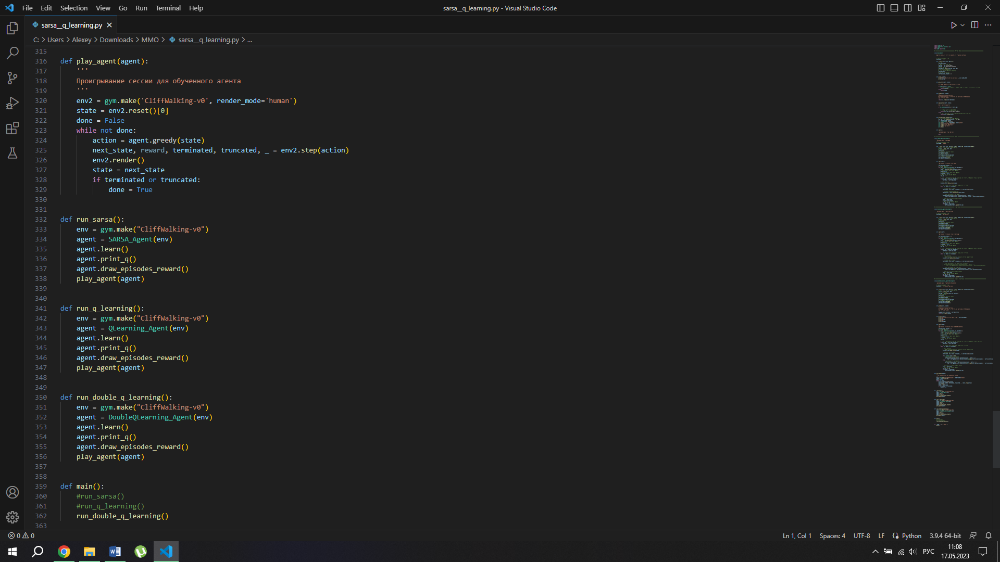 File Edit Selection View Go Run Terminal Help
sarsa__q_learning.py - Visual Studio Code
sarsa__q_learning.py
C: > Users > Alexey > Downloads > MMO > sarsa__q_learning.py > ...
315
316 def play_agent(agent):
317     '''
318     Проигрывание сессии для обученного агента
319     '''
320     env2 = gym.make('CliffWalking-v0', render_mode='human')
321     state = env2.reset()[0]
322     done = False
323     while not done:
324         action = agent.greedy(state)
325         next_state, reward, terminated, truncated, _ = env2.step(action)
326         env2.render()
327         state = next_state
328         if terminated or truncated:
329             done = True
330
331
332 def run_sarsa():
333     env = gym.make("CliffWalking-v0")
334     agent = SARSA_Agent(env)
335     agent.learn()
336     agent.print_q()
337     agent.draw_episodes_reward()
338     play_agent(agent)
339
340
341 def run_q_learning():
342     env = gym.make("CliffWalking-v0")
343     agent = QLearning_Agent(env)
344     agent.learn()
345     agent.print_q()
346     agent.draw_episodes_reward()
347     play_agent(agent)
348
349
350 def run_double_q_learning():
351     env = gym.make("CliffWalking-v0")
352     agent = DoubleQLearning_Agent(env)
353     agent.learn()
354     agent.print_q()
355     agent.draw_episodes_reward()
356     play_agent(agent)
357
358
359 def main():
360     #run_sarsa()
361     #run_q_learning()
362     run_double_q_learning()
363
0 0 Ln 1, Col 1 Spaces: 4 UTF-8 LF Python 3.9.4 64-bit
РУС 11:08
17.05.2023